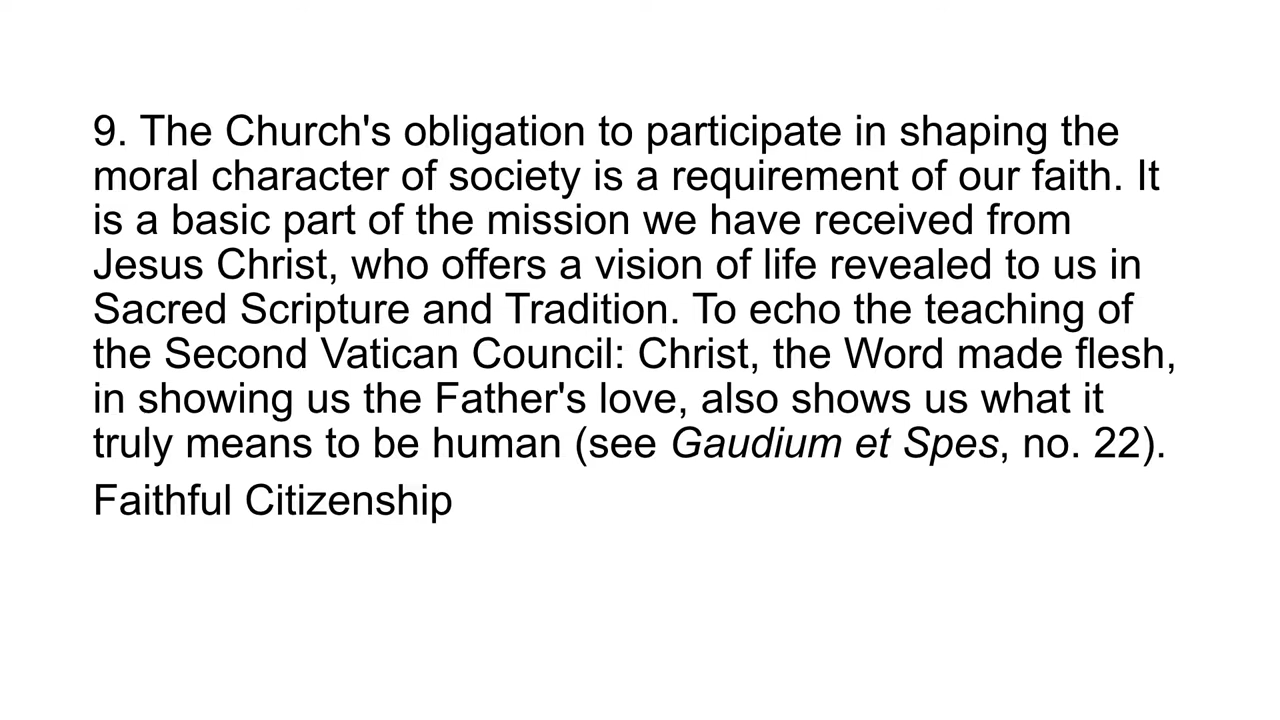 9. The Church's obligation to participate in shaping the
moral character of society is a requirement of our faith. It
is a basic part of the mission we have received from
Jesus Christ, who offers a vision of life revealed to us in
Sacred Scripture and Tradition. To echo the teaching of
the Second Vatican Council: Christ, the Word made flesh,
in showing us the Father's love, also shows us what it
truly means to be human (see Gaudium et Spes, no. 22).
Faithful Citizenship